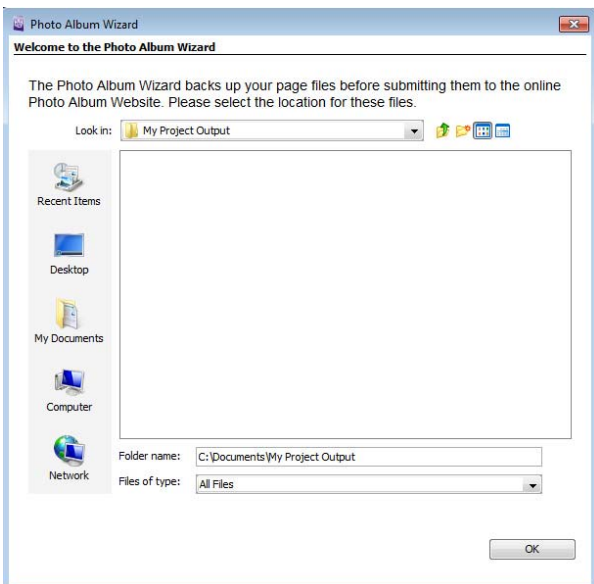 Photo Album Wizard
Welcome to the Photo Album Wizard
The Photo Album Wizard backs up your page files before submitting them to the online
Photo Album Website. Please select the location for these files.
Look in: My Project Output
Recent Items
Desktop
My Documents
Computer
Network
Folder name: C:\Documents\My Project Output
Files of type: All Files
OK